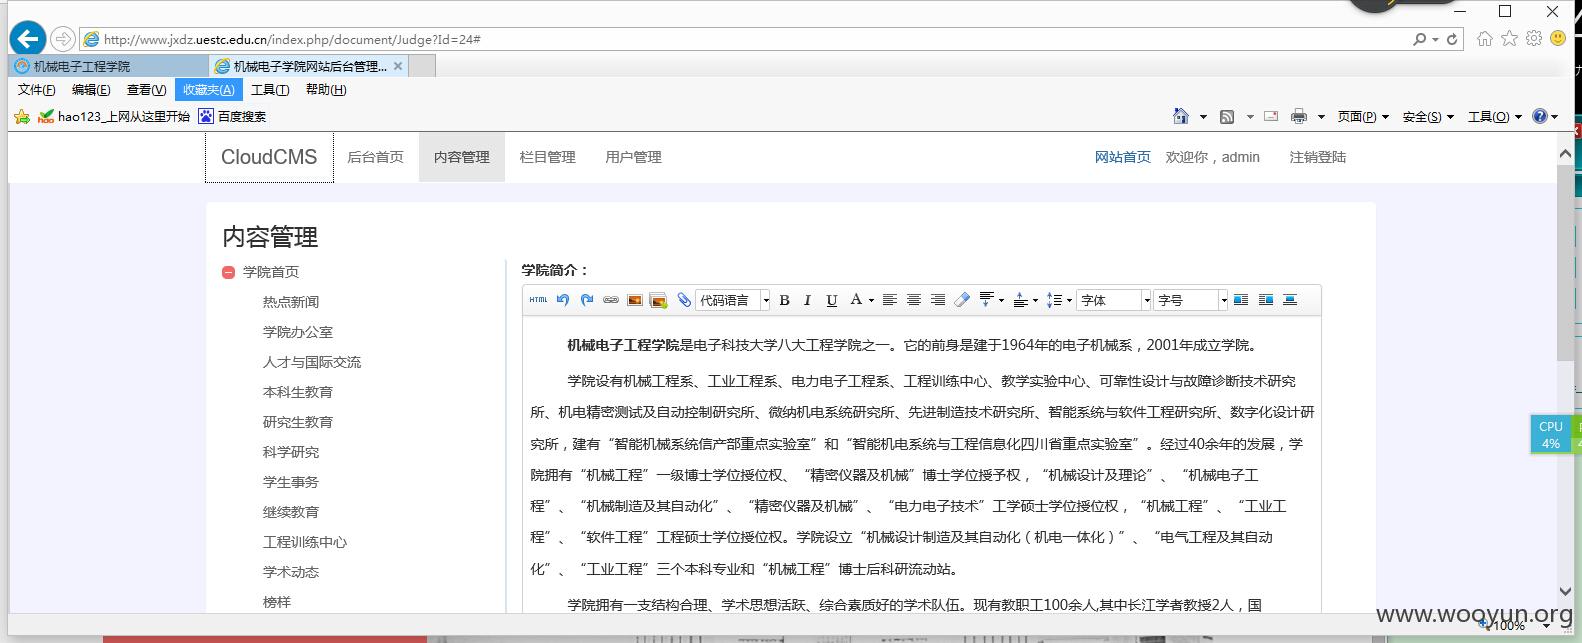 http://www.jxdz.uestc.edu.cn/index.php/document/Judge?Id=24#
机械电子工程学院
机械电子学院网站后台管理...
文件(F) 编辑(E) 查看(V) 收藏夹(A) 工具(T) 帮助(H)
hao123_上网从这里开始 百度搜索
页面(P) 安全(S) 工具(O)
CloudCMS 后台首页 内容管理 栏目管理 用户管理 网站首页 欢迎你，admin 注销登陆
内容管理
学院首页
热点新闻
学院办公室
人才与国际交流
本科生教育
研究生教育
科学研究
学生事务
继续教育
工程训练中心
学术动态
榜样
学院简介：
HTML 代码语言 B I U A 字体 字号
机械电子工程学院是电子科技大学八大工程学院之一。它的前身是建于1964年的电子机械系，2001年成立学院。
学院设有机械工程系、工业工程系、电力电子工程系、工程训练中心、教学实验中心、可靠性设计与故障诊断技术研究
所、机电精密测试及自动控制研究所、微纳机电系统研究所、先进制造技术研究所、智能系统与软件工程研究所、数字化设计研
究所，建有“智能机械系统信产部重点实验室”和“智能机电系统与工程信息化四川省重点实验室”。经过40余年的发展，学
院拥有“机械工程”一级博士学位授权、“精密仪器及机械”博士学位授予权，“机械设计及理论”、“机械电子工
程”、“机械制造及其自动化”、“精密仪器及机械”、“电力电子技术”工学硕士学位授位权，“机械工程”、“工业工
程”、“软件工程”工程硕士学位授位权。学院设立“机械设计制造及其自动化（机电一体化）”、“电气工程及其自动
化”、“工业工程”三个本科专业和“机械工程”博士后科研流动站。
学院拥有一支结构合理、学术思想活跃、综合素质好的学术队伍。现有教职工100余人,其中长江学者教授2人，国
CPU
4%
www.wooyun.org
100%